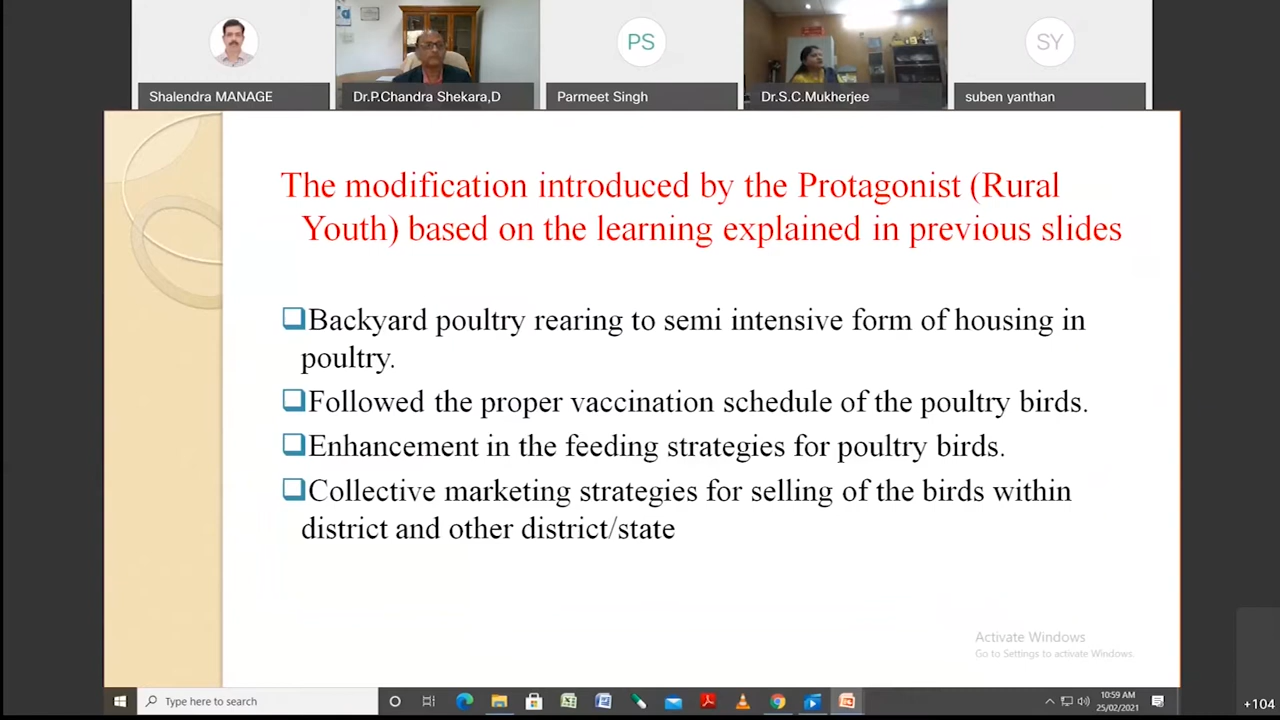 PS
SY
Shalendra MANAGE
Dr.P.Chandra Shekara,D
Parmeet Singh
Dr.S.C.Mukherjee
suben yanthan
The modification introduced by the Protagonist (Rural
Youth) based on the learning explained in previous slides
Backyard poultry rearing to semi intensive form of housing in
poultry.
Followed the proper vaccination schedule of the poultry birds.
Enhancement in the feeding strategies for poultry birds.
Collective marketing strategies for selling of the birds within
district and other district/state
Activate Windows
Go to Settings to activate Windows.
Type here to search
10:59 AM
25/02/2021
+104